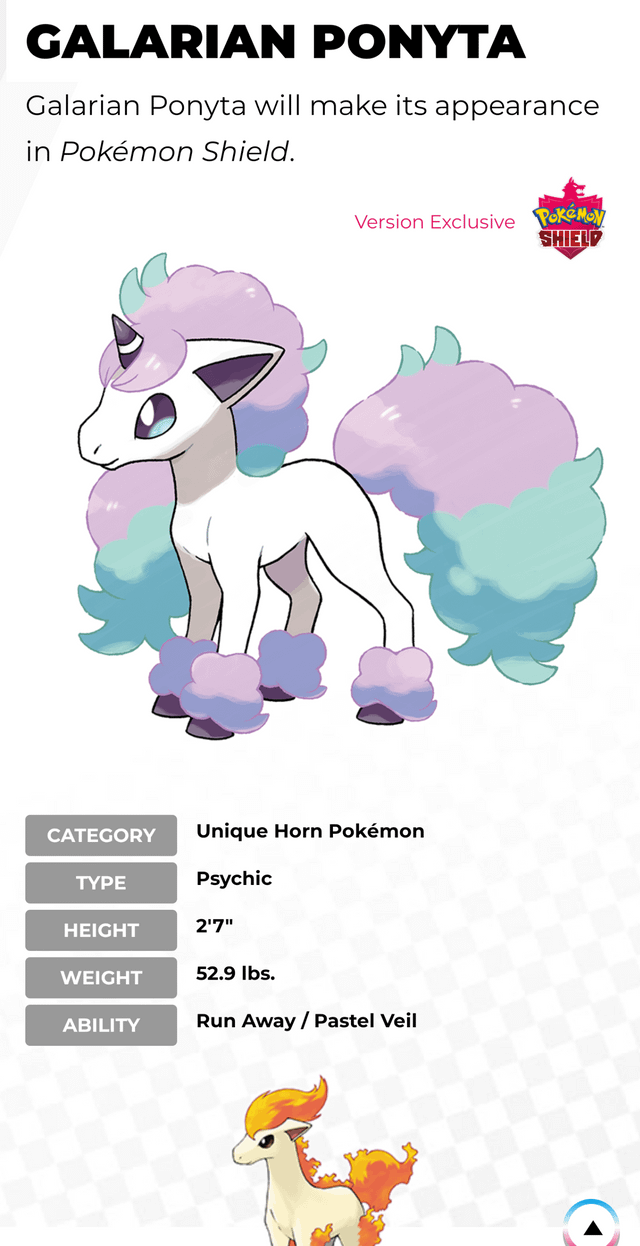 GALARIAN PONYTA
Galarian Ponyta will make its appearance
in Pokémon Shield.
Version Exclusive
POKéMON
SHIELD
CATEGORY Unique Horn Pokémon
TYPE Psychic
HEIGHT 2'7"
WEIGHT 52.9 lbs.
ABILITY Run Away / Pastel Veil